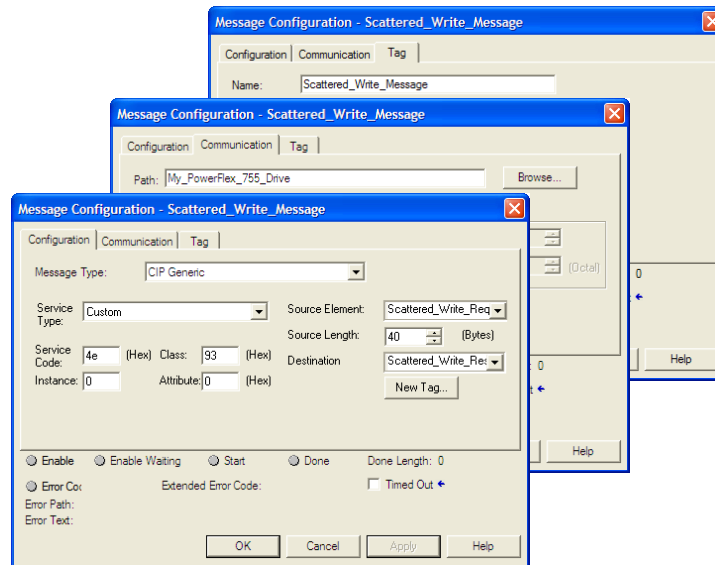 Message Configuration - Scattered_Write_Message
Configuration Communication Tag
Name: Scattered_Write_Message
0
Help
Message Configuration - Scattered_Write_Message
Configuration Communication Tag
Path: My_PowerFlex_755_Drive Browse...
(Octal)
0
Help
Message Configuration - Scattered_Write_Message
Configuration Communication Tag
Message Type: CIP Generic
Service Type: Custom
Source Element: Scattered_Write_Req
Source Length: 40 (Bytes)
Service Code: 4e (Hex) Class: 93 (Hex)
Destination Scattered_Write_Res
Instance: 0 Attribute: 0 (Hex)
New Tag...
Enable Enable Waiting Start Done Done Length: 0
Error Coc Extended Error Code: Timed Out
Error Path:
Error Text:
OK Cancel Apply Help